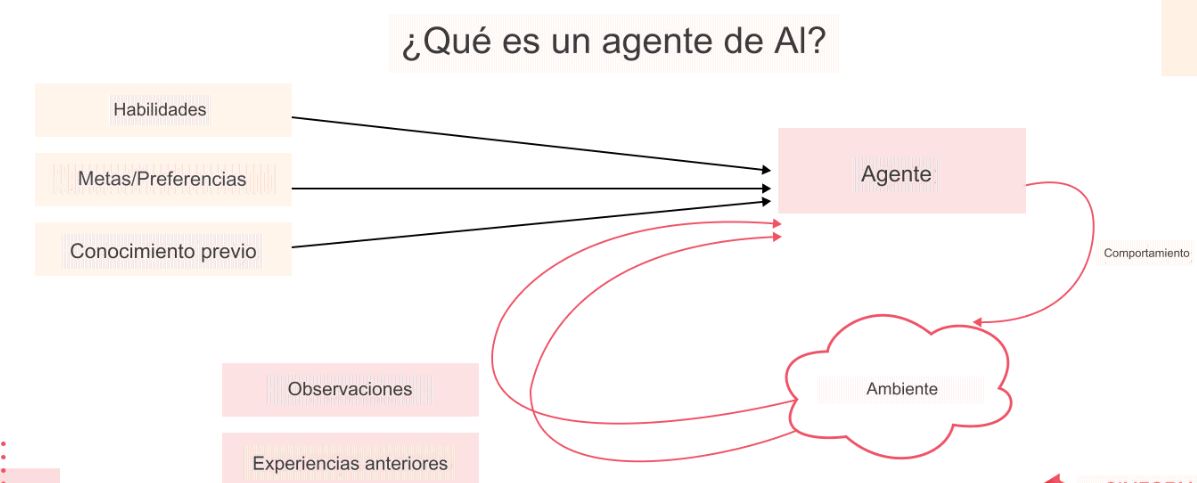 ¿Qué es un agente de AI?
Habilidades
Metas/Preferencias
Agente
Conocimiento previo
Comportamiento
Observaciones
Ambiente
Experiencias anteriores